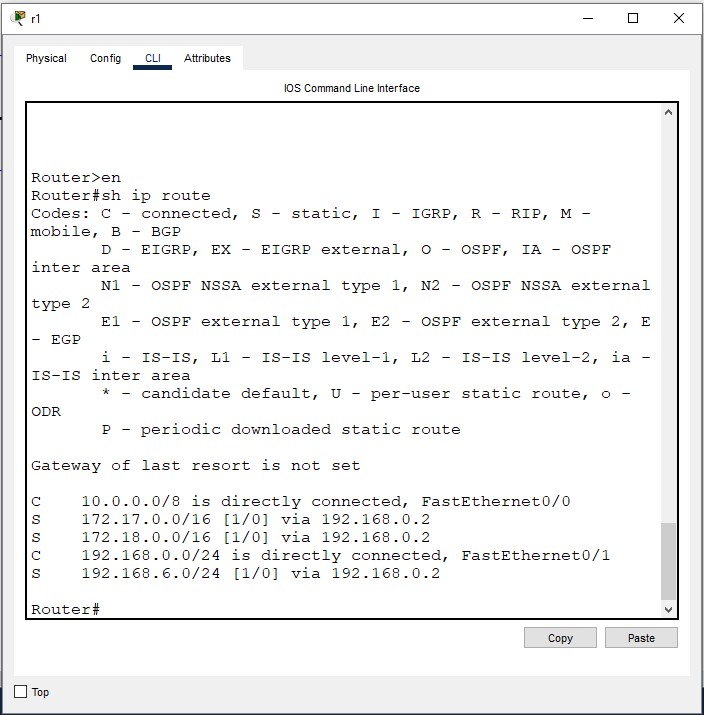 r1
Physical Config CLI Attributes
IOS Command Line Interface
Router>en
Router#sh ip route
Codes: C - connected, S - static, I - IGRP, R - RIP, M -
mobile, B - BGP
D - EIGRP, EX - EIGRP external, O - OSPF, IA - OSPF
inter area
N1 - OSPF NSSA external type 1, N2 - OSPF NSSA external
type 2
E1 - OSPF external type 1, E2 - OSPF external type 2, E
- EGP
i - IS-IS, L1 - IS-IS level-1, L2 - IS-IS level-2, ia -
IS-IS inter area
* - candidate default, U - per-user static route, o -
ODR
P - periodic downloaded static route
Gateway of last resort is not set
C 10.0.0.0/8 is directly connected, FastEthernet0/0
S 172.17.0.0/16 [1/0] via 192.168.0.2
S 172.18.0.0/16 [1/0] via 192.168.0.2
C 192.168.0.0/24 is directly connected, FastEthernet0/1
S 192.168.6.0/24 [1/0] via 192.168.0.2
Router#
Copy Paste
Top